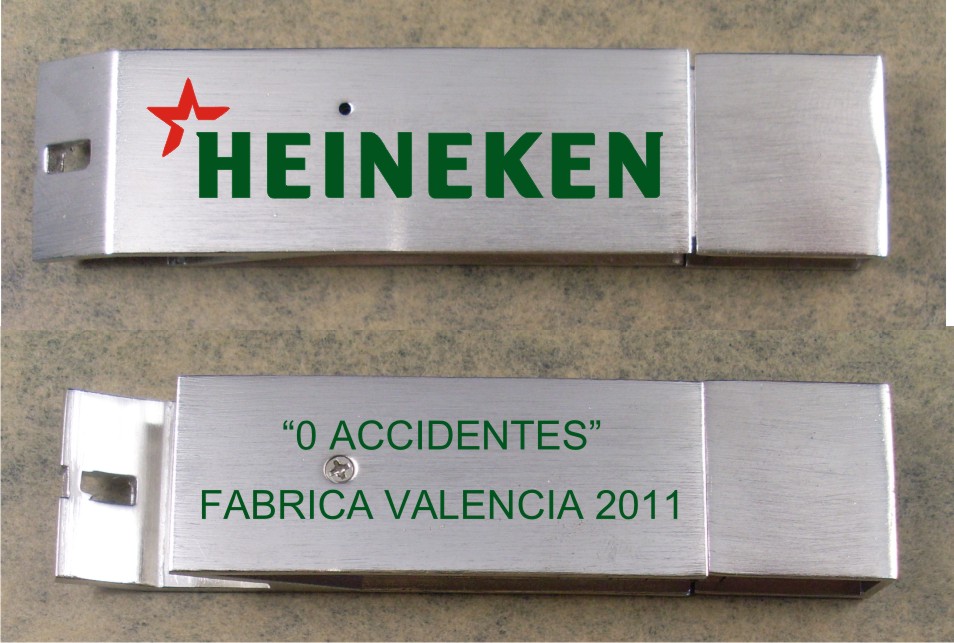 HEINEKEN
“0 ACCIDENTES”
FABRICA VALENCIA 2011